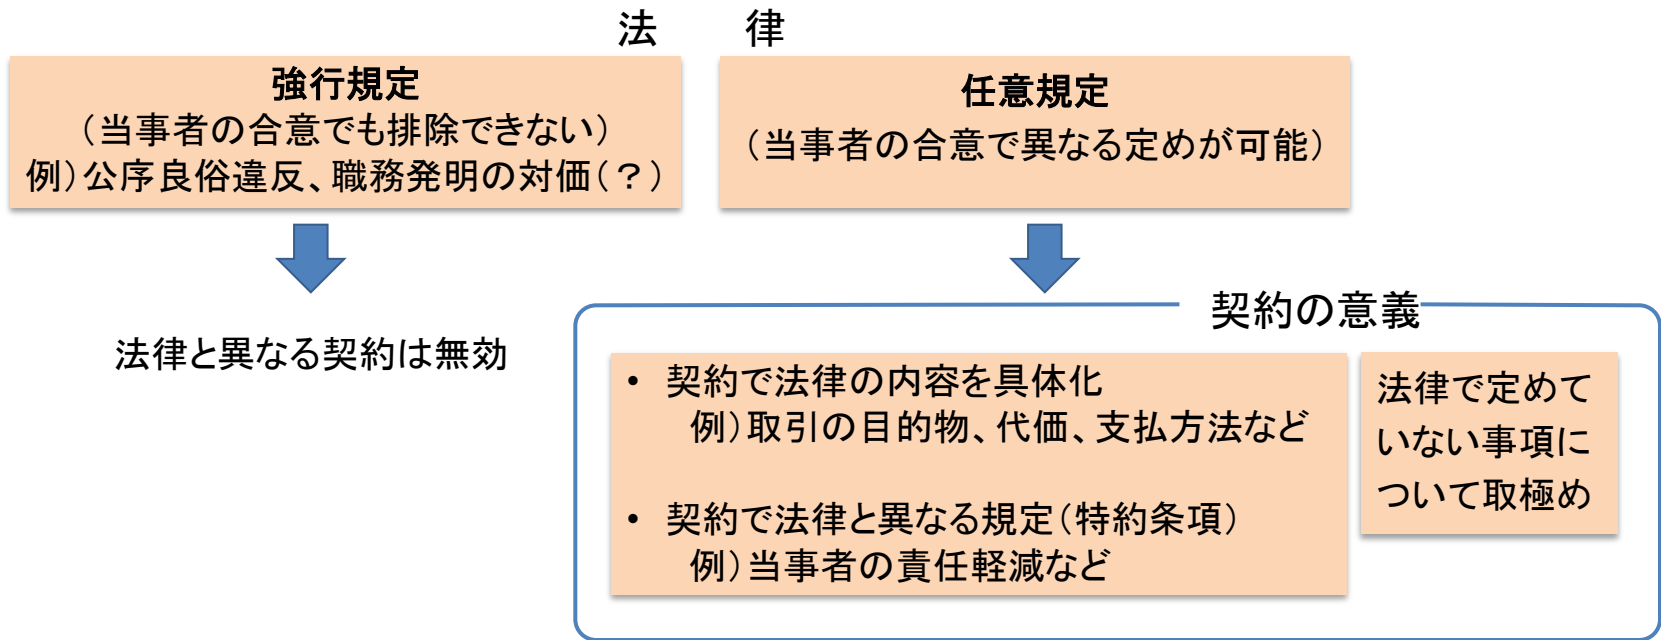 法 律
強行規定
（当事者の合意でも排除できない）
例）公序良俗違反、職務発明の対価（？）
任意規定
（当事者の合意で異なる定めが可能）
法律と異なる契約は無効
契約の意義
• 契約で法律の内容を具体化
例）取引の目的物、代価、支払方法など
• 契約で法律と異なる規定（特約条項）
例）当事者の責任軽減など
法律で定めて
いない事項に
ついて取極め